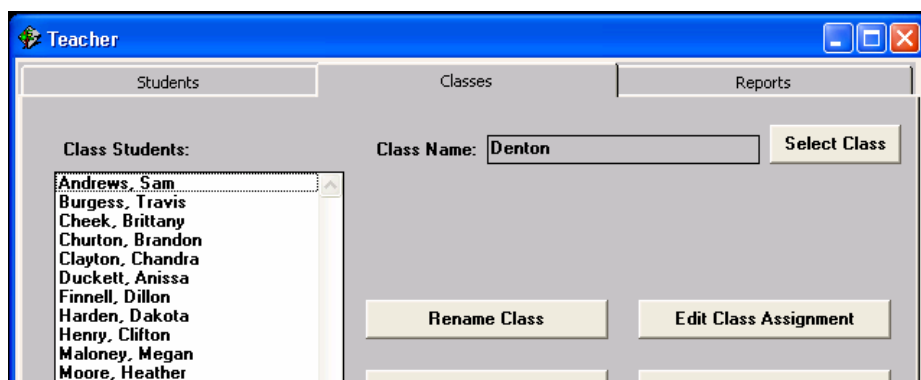 Teacher
Students Classes Reports
Class Students: Class Name: Denton Select Class
Andrews, Sam
Burgess, Travis
Cheek, Brittany
Churton, Brandon
Clayton, Chandra
Duckett, Anissa
Finnell, Dillon
Harden, Dakota
Henry, Clifton
Maloney, Megan
Moore, Heather
Rename Class Edit Class Assignment